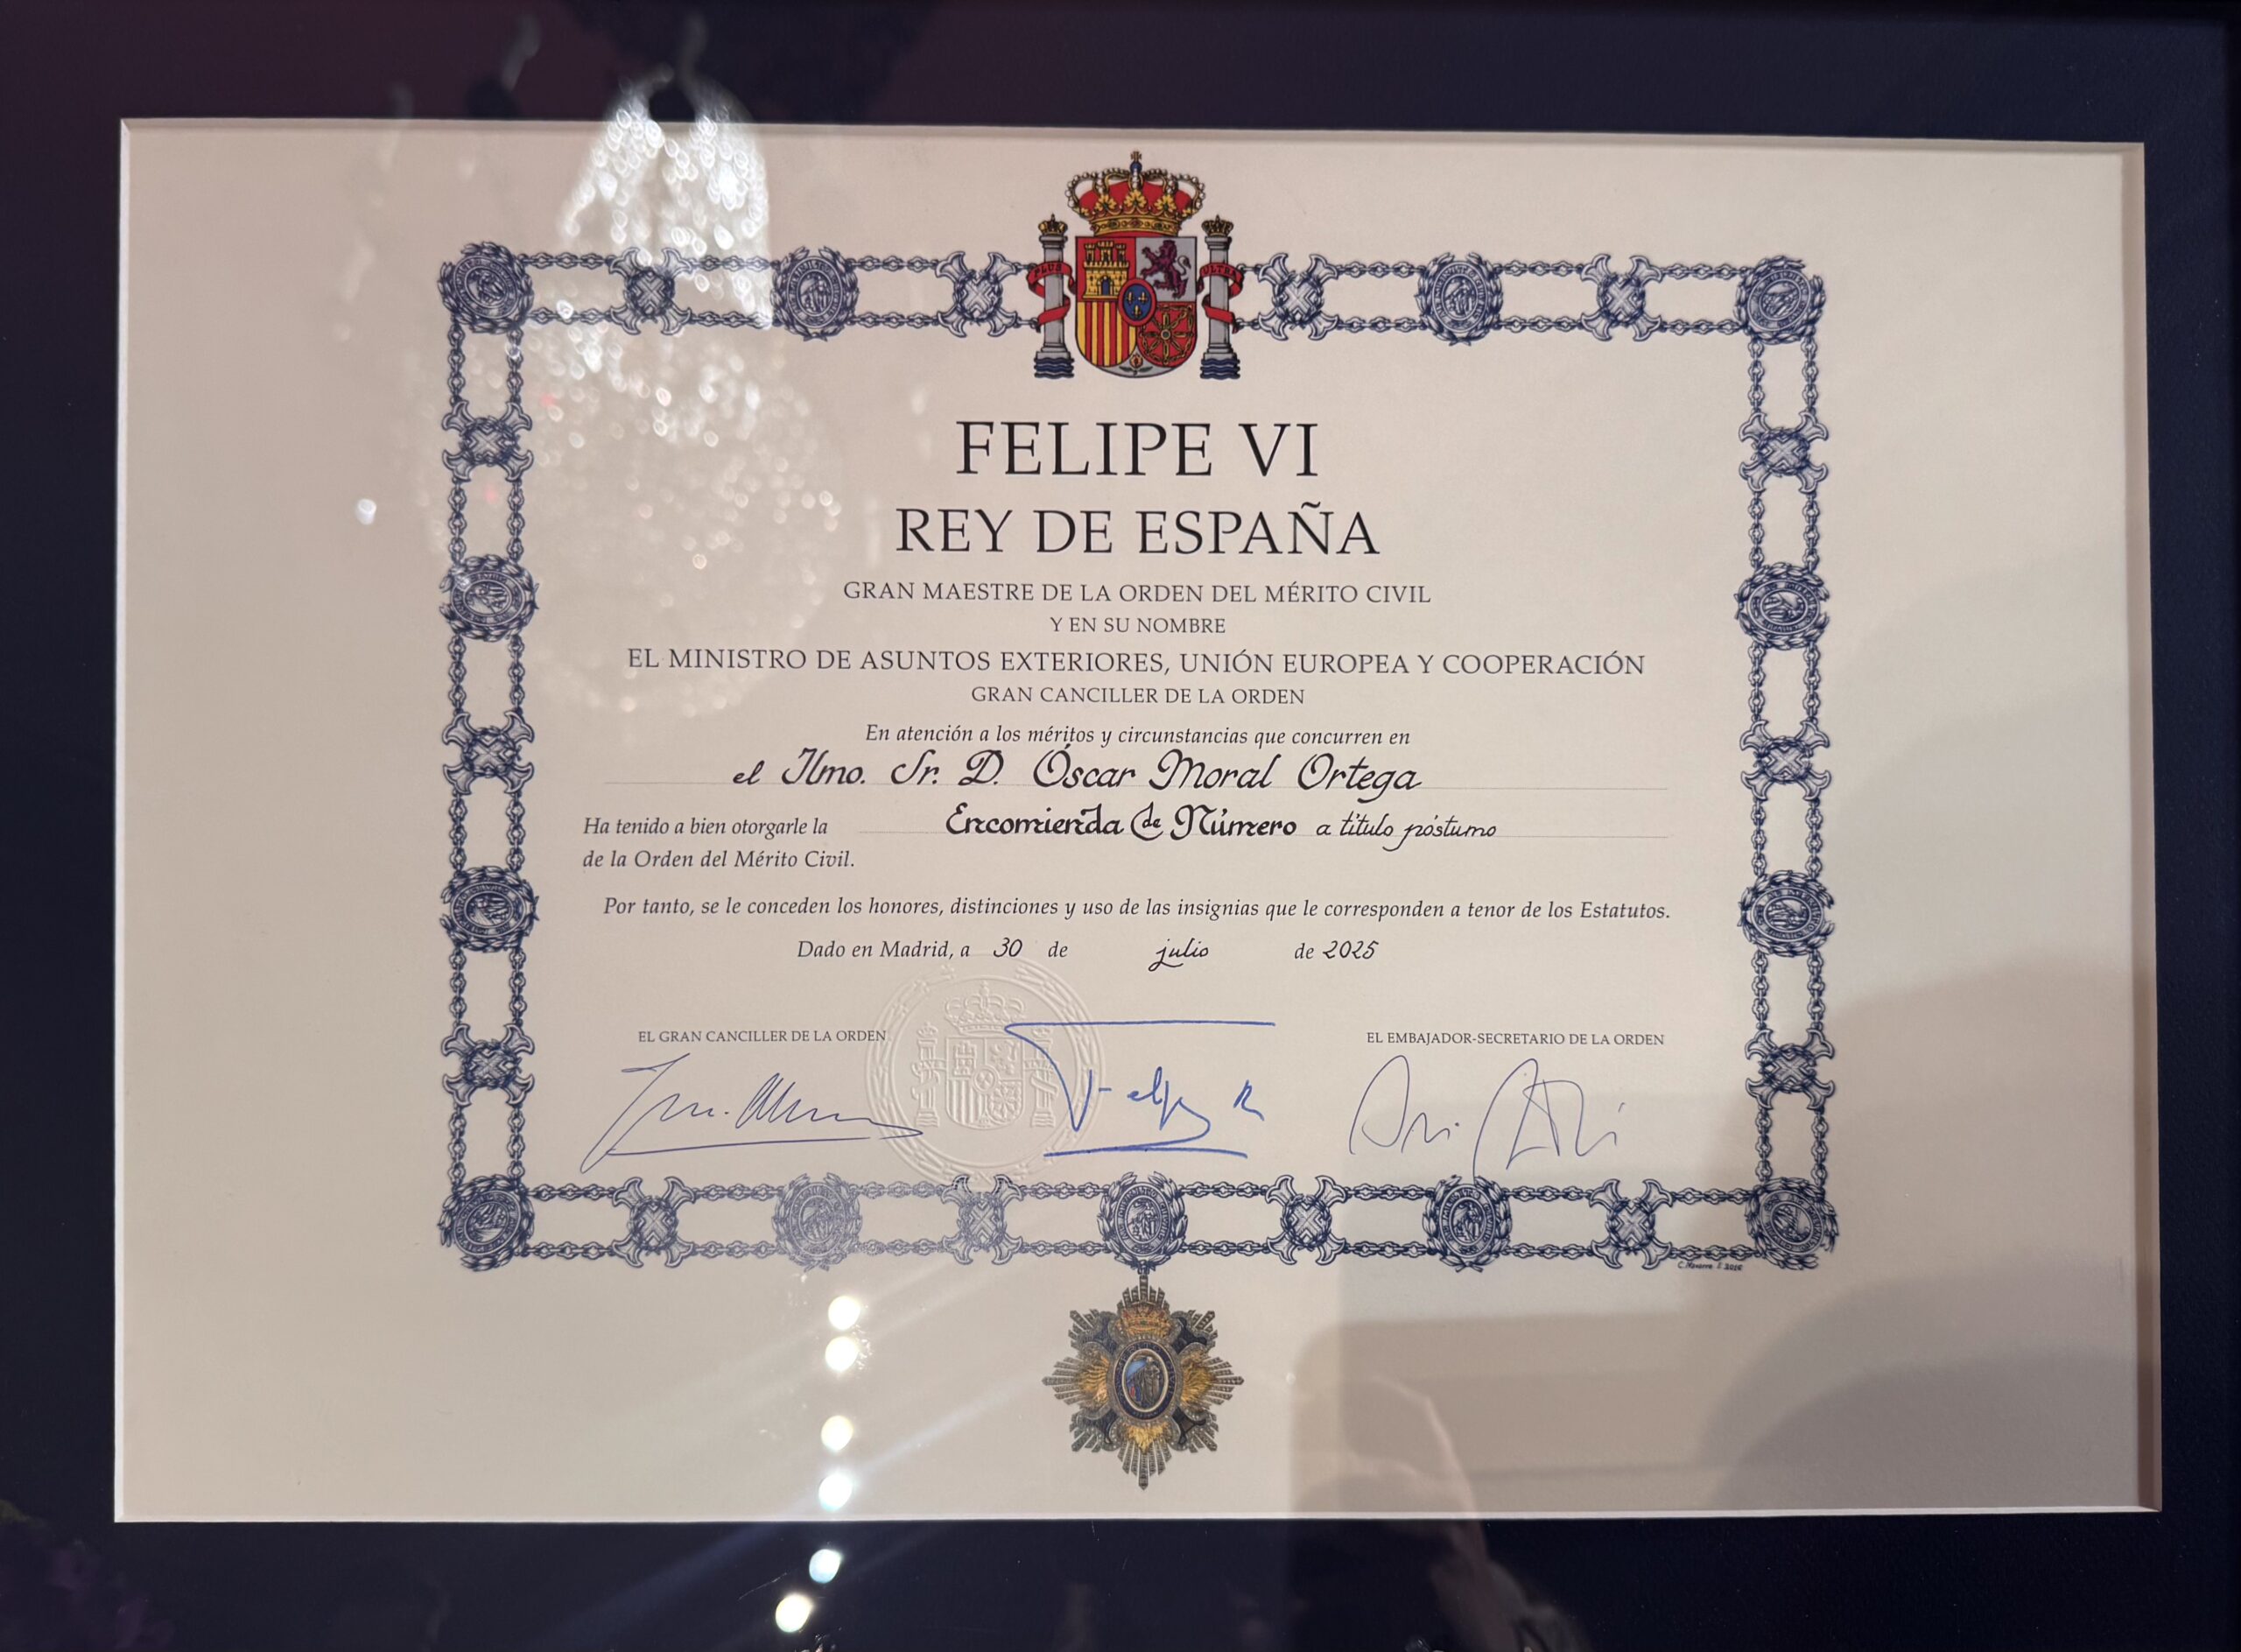 PLUS ULTRA
FELIPE VI
REY DE ESPAÑA
GRAN MAESTRE DE LA ORDEN DEL MÉRITO CIVIL
Y EN SU NOMBRE
EL MINISTRO DE ASUNTOS EXTERIORES, UNIÓN EUROPEA Y COOPERACIÓN
GRAN CANCILLER DE LA ORDEN
En atención a los méritos y circunstancias que concurren en
el Ilmo. Sr. D. Óscar Moral Ortega
Ha tenido a bien otorgarle la Encomienda de Número a título póstumo
de la Orden del Mérito Civil.
Por tanto, se le conceden los honores, distinciones y uso de las insignias que le corresponden a tenor de los Estatutos.
Dado en Madrid, a 30 de julio de 2025
EL GRAN CANCILLER DE LA ORDEN
EL EMBAJADOR-SECRETARIO DE LA ORDEN
Felipe R